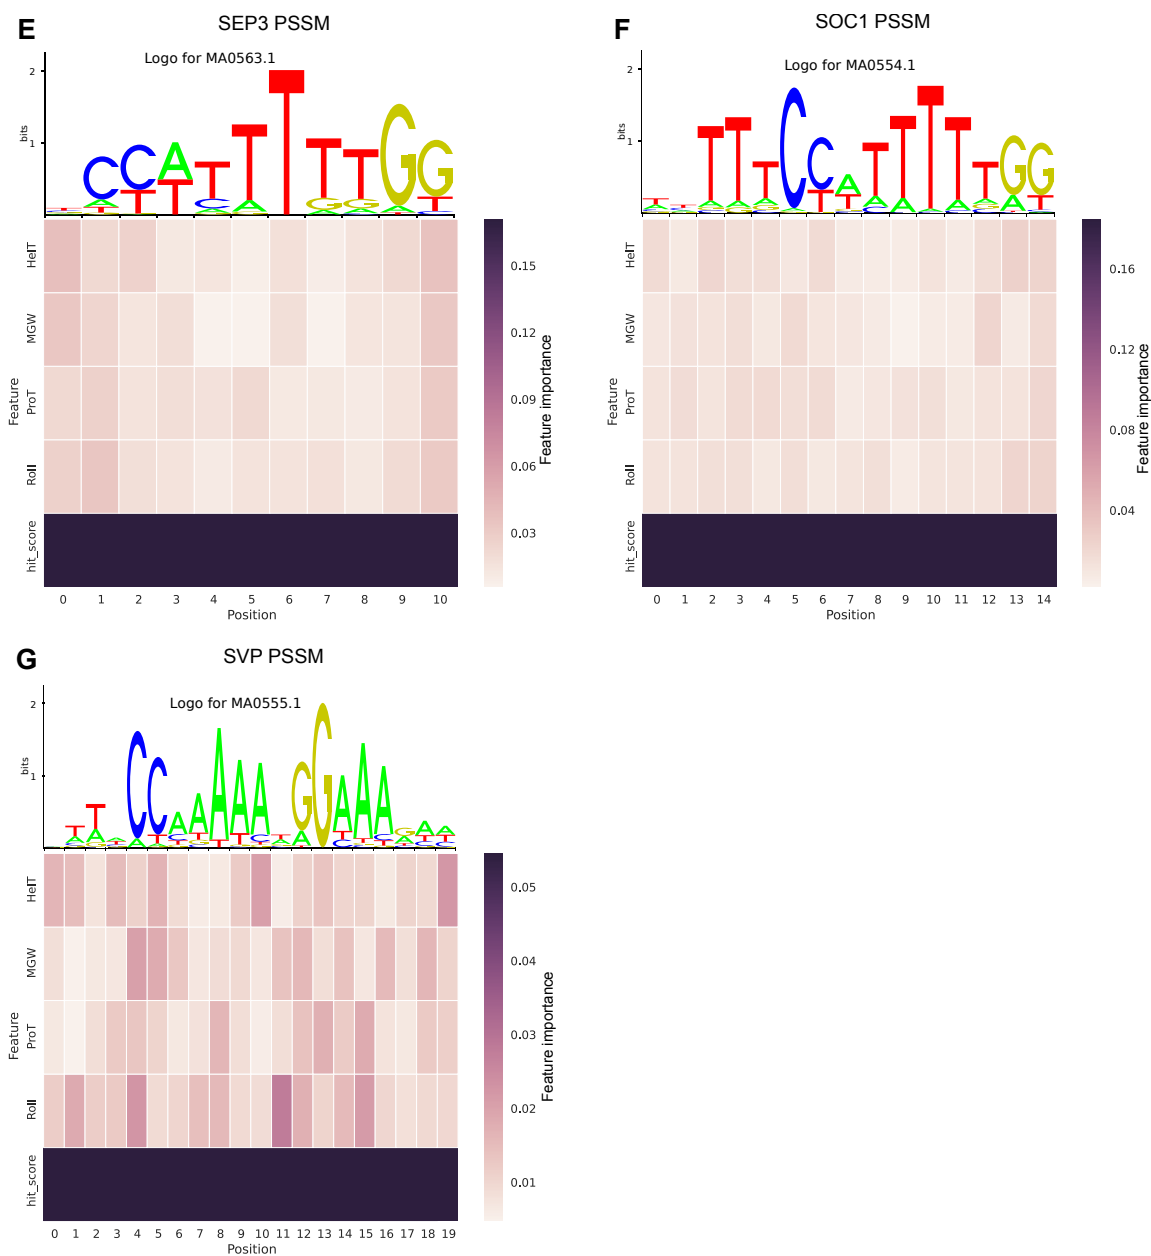 E
SEP3 PSSM
Logo for MA0563.1
2
1
bits
HelT
MGW
ProT
Roll
hit_score
Feature
0 1 2 3 4 5 6 7 8 9 10
Position
0.15
0.12
0.09
0.06
0.03
Feature importance
F
SOC1 PSSM
Logo for MA0554.1
2
1
bits
HelT
MGW
ProT
Roll
hit_score
Feature
0 1 2 3 4 5 6 7 8 9 10 11 12 13 14
Position
0.16
0.12
0.08
0.04
Feature importance
G
SVP PSSM
Logo for MA0555.1
2
1
bits
HelT
MGW
ProT
Roll
hit_score
Feature
0 1 2 3 4 5 6 7 8 9 10 11 12 13 14 15 16 17 18 19
Position
0.05
0.04
0.03
0.02
0.01
Feature importance